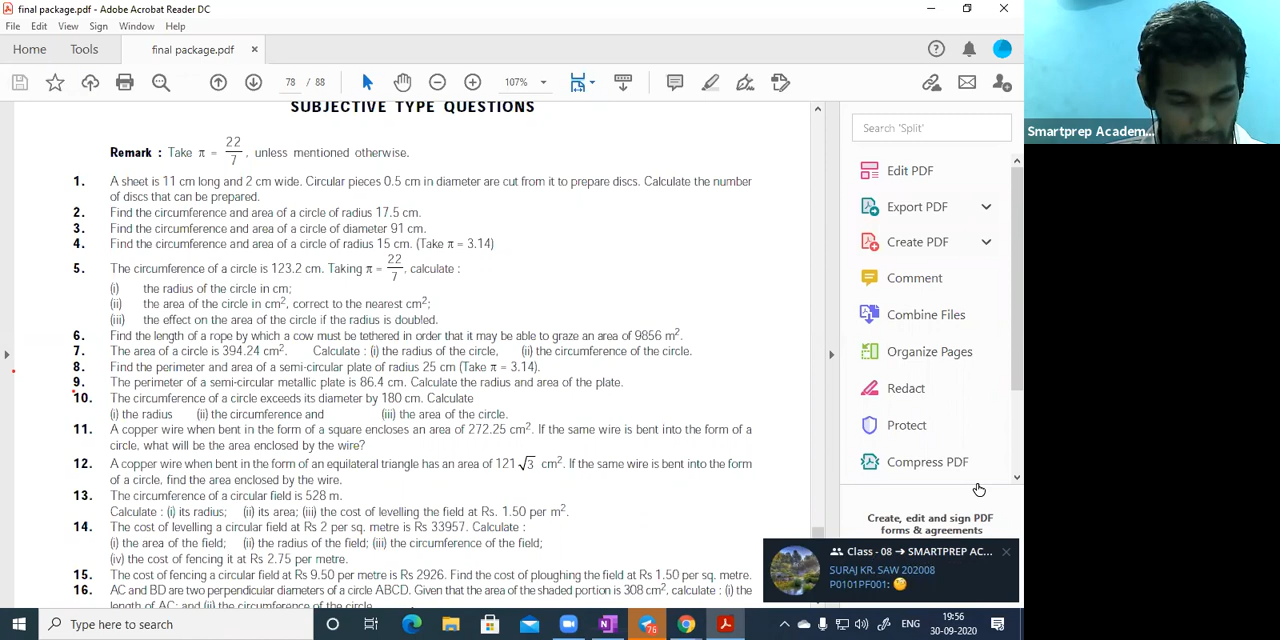 final package.pdf - Adobe Acrobat Reader DC
File Edit View Sign Window Help
Home Tools final package.pdf ×
78 / 88 107%
SUBJECTIVE TYPE QUESTIONS
Remark : Take π = 22/7, unless mentioned otherwise.
1. A sheet is 11 cm long and 2 cm wide. Circular pieces 0.5 cm in diameter are cut from it to prepare discs. Calculate the number
of discs that can be prepared.
2. Find the circumference and area of a circle of radius 17.5 cm.
3. Find the circumference and area of a circle of diameter 91 cm.
4. Find the circumference and area of a circle of radius 15 cm. (Take π = 3.14)
5. The circumference of a circle is 123.2 cm. Taking π = 22/7, calculate :
(i) the radius of the circle in cm;
(ii) the area of the circle in cm², correct to the nearest cm²;
(iii) the effect on the area of the circle if the radius is doubled.
6. Find the length of a rope by which a cow must be tethered in order that it may be able to graze an area of 9856 m².
7. The area of a circle is 394.24 cm². Calculate : (i) the radius of the circle, (ii) the circumference of the circle.
8. Find the perimeter and area of a semi-circular plate of radius 25 cm (Take π = 3.14).
9. The perimeter of a semi-circular metallic plate is 86.4 cm. Calculate the radius and area of the plate.
10. The circumference of a circle exceeds its diameter by 180 cm. Calculate
(i) the radius (ii) the circumference and (iii) the area of the circle.
11. A copper wire when bent in the form of a square encloses an area of 272.25 cm². If the same wire is bent into the form of a
circle, what will be the area enclosed by the wire?
12. A copper wire when bent in the form of an equilateral triangle has an area of 121√3 cm². If the same wire is bent into the form
of a circle, find the area enclosed by the wire.
13. The circumference of a circular field is 528 m.
Calculate : (i) its radius; (ii) its area; (iii) the cost of levelling the field at Rs. 1.50 per m².
14. The cost of levelling a circular field at Rs 2 per sq. metre is Rs 33957. Calculate :
(i) the area of the field; (ii) the radius of the field; (iii) the circumference of the field;
(iv) the cost of fencing it at Rs 2.75 per metre.
15. The cost of fencing a circular field at Rs 9.50 per metre is Rs 2926. Find the cost of ploughing the field at Rs 1.50 per sq. metre.
16. AC and BD are two perpendicular diameters of a circle ABCD. Given that the area of the shaded portion is 308 cm², calculate : (i) the
length of AC; and (ii) the circumference of the circle.
Search 'Split'
Edit PDF
Export PDF
Create PDF
Comment
Combine Files
Organize Pages
Redact
Protect
Compress PDF
Create, edit and sign PDF
forms & agreements
Class - 08 → SMARTPREP AC...
SURAJ KR. SAW 202008
P0101PF001:
Smartprep Academ...
Type here to search
76
ENG
19:56
30-09-2020